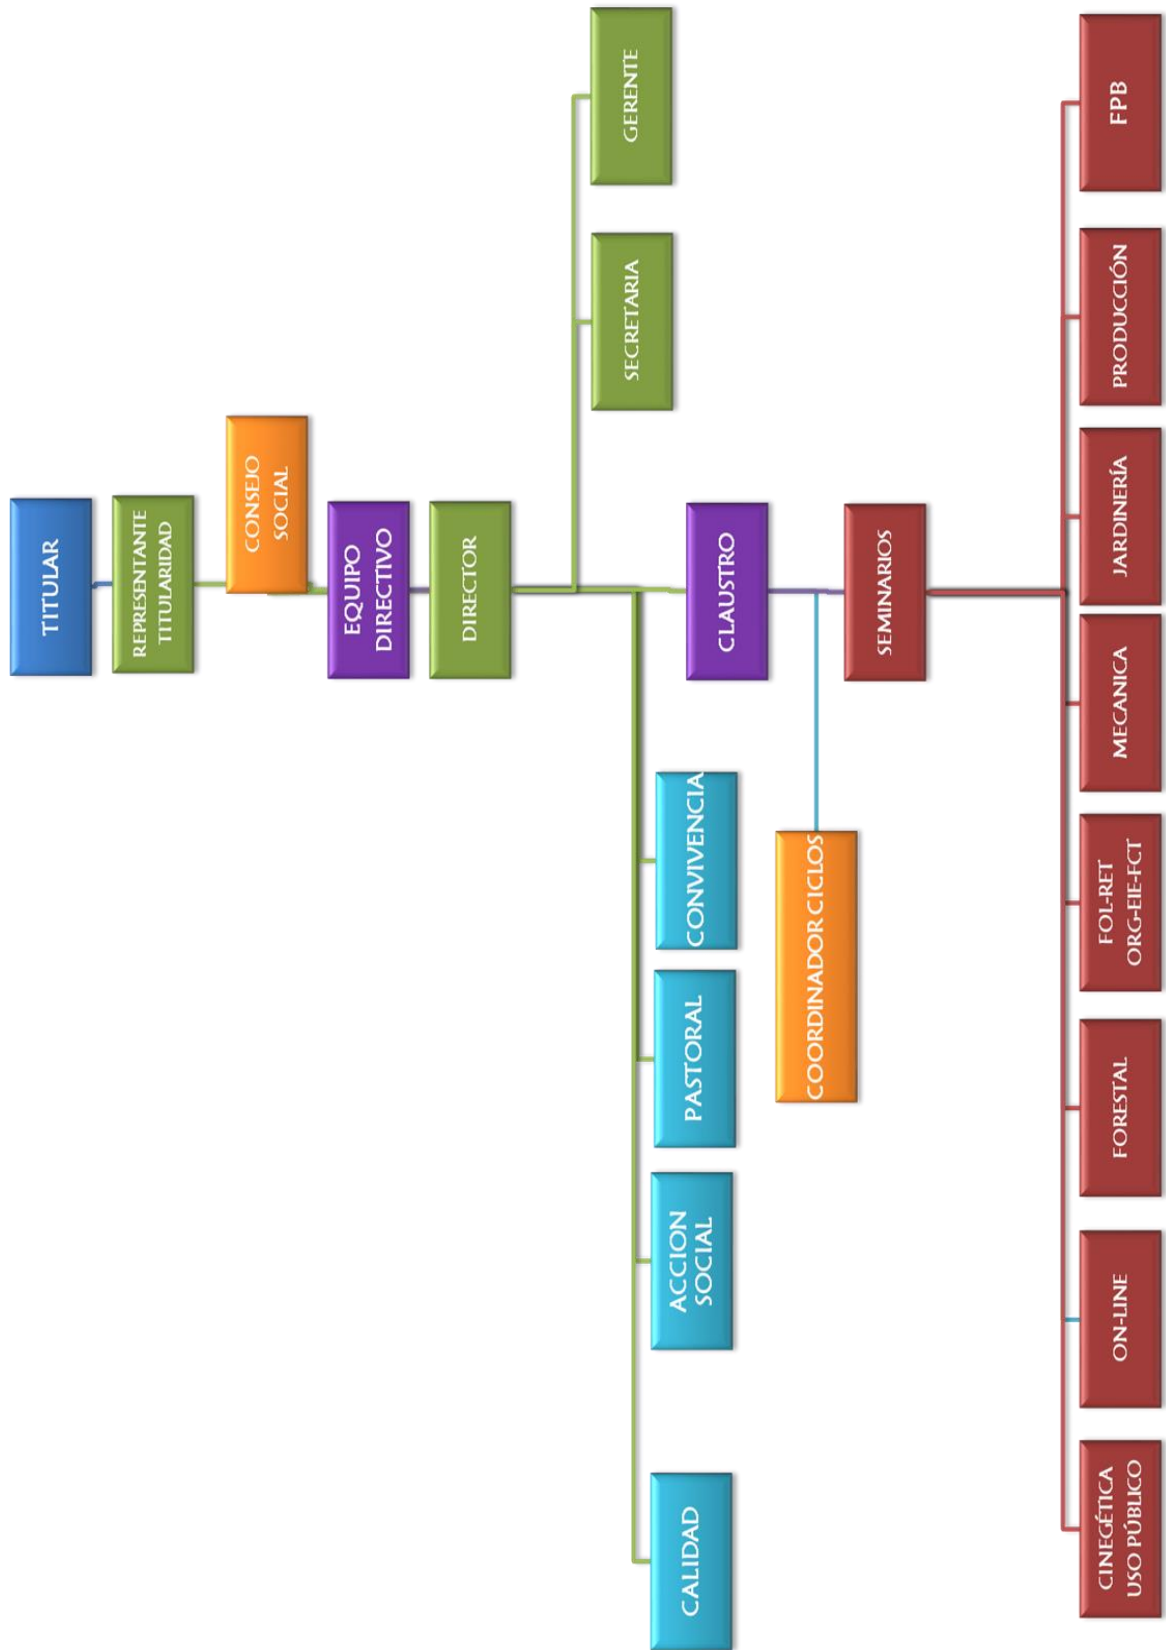 TITULAR
REPRESENTANTE
TITULARIDAD
CONSEJO
SOCIAL
EQUIPO
DIRECTIVO
DIRECTOR
SECRETARIA
GERENTE
CALIDAD
ACCION
SOCIAL
PASTORAL
CONVIVENCIA
CLAUSTRO
COORDINADOR CICLOS
SEMINARIOS
CINEGÉTICA
USO PÚBLICO
ON-LINE
FORESTAL
FOL-RET
ORG-EIE-FCT
MECANICA
JARDINERÍA
PRODUCCIÓN
FPB